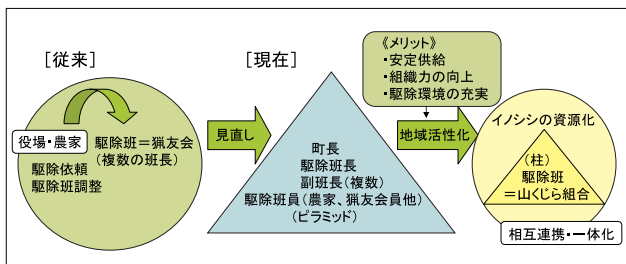 [従来]
役場・農家
駆除班=猟友会
(複数の班長)
駆除依頼
駆除班調整
見直し
[現在]
町長
駆除班長
副班長(複数)
駆除班員(農家、猟友会員他)
(ピラミッド)
《メリット》
・安定供給
・組織力の向上
・駆除環境の充実
地域活性化
イノシシの資源化
(柱)
駆除班
=山くじら組合
相互連携・一体化